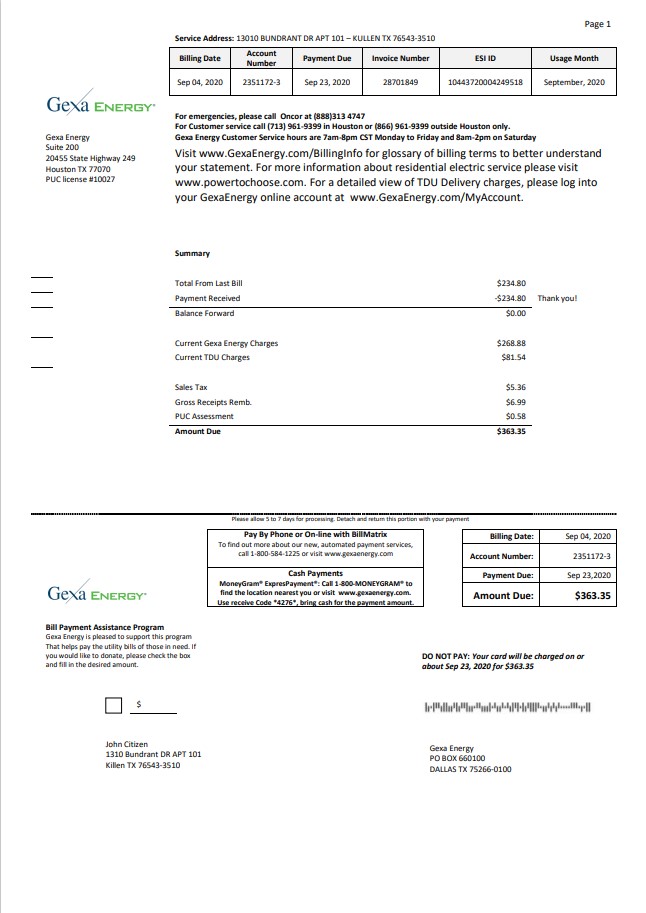 Page 1
Service Address: 13010 BUNDRANT DR APT 101 – KULLEN TX 76543-3510
Billing Date Account Number Payment Due Invoice Number ESI ID Usage Month
Sep 04, 2020 2351172-3 Sep 23, 2020 28701849 10443720004249518 September, 2020
Gexa ENERGY®
For emergencies, please call Oncor at (888)313 4747
For Customer service call (713) 961-9399 in Houston or (866) 961-9399 outside Houston only.
Gexa Energy Customer Service hours are 7am-8pm CST Monday to Friday and 8am-2pm on Saturday
Gexa Energy
Suite 200
20455 State Highway 249
Houston TX 77070
PUC license #10027
Visit www.GexaEnergy.com/BillingInfo for glossary of billing terms to better understand
your statement. For more information about residential electric service please visit
www.powertochoose.com. For a detailed view of TDU Delivery charges, please log into
your GexaEnergy online account at www.GexaEnergy.com/MyAccount.
Summary
Total From Last Bill $234.80
Payment Received -$234.80 Thank you!
Balance Forward $0.00
Current Gexa Energy Charges $268.88
Current TDU Charges $81.54
Sales Tax $5.36
Gross Receipts Remb. $6.99
PUC Assessment $0.58
Amount Due $363.35
Please allow 5 to 7 days for processing. Detach and return this portion with your payment
Pay By Phone or On-line with BillMatrix
To find out more about our new, automated payment services,
call 1-800-584-1225 or visit www.gexaenergy.com
Cash Payments
MoneyGram® ExpresPayment®: Call 1-800-MONEYGRAM® to
find the location nearest you or visit www.gexaenergy.com.
Use receive Code *4276*, bring cash for the payment amount.
Billing Date: Sep 04, 2020
Account Number: 2351172-3
Payment Due: Sep 23,2020
Amount Due: $363.35
Gexa ENERGY®
Bill Payment Assistance Program
Gexa Energy is pleased to support this program
That helps pay the utility bills of those in need. If
you would like to donate, please check the box
and fill in the desired amount.
$
DO NOT PAY: Your card will be charged on or
about Sep 23, 2020 for $363.35
John Citizen
1310 Bundrant DR APT 101
Killen TX 76543-3510
Gexa Energy
PO BOX 660100
DALLAS TX 75266-0100